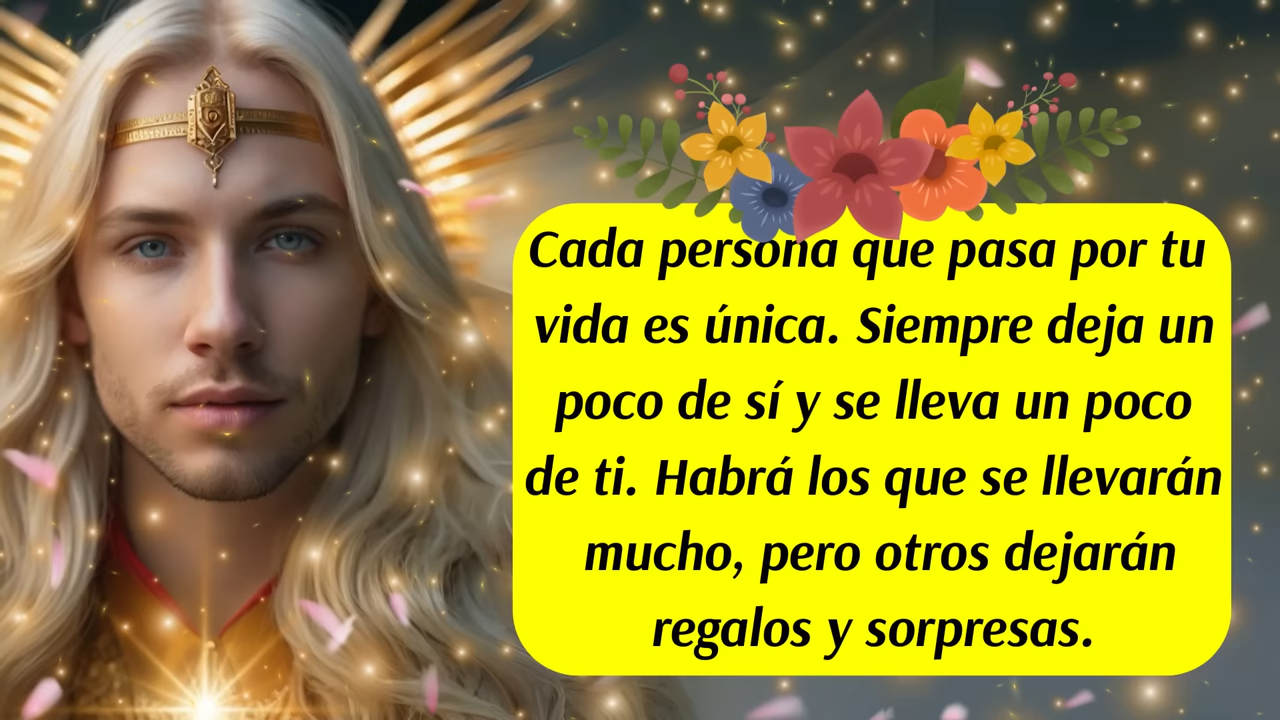 Cada persona que pasa por tu
vida es única. Siempre deja un
poco de sí y se lleva un poco
de ti. Habrá los que se llevarán
mucho, pero otros dejarán
regalos y sorpresas.